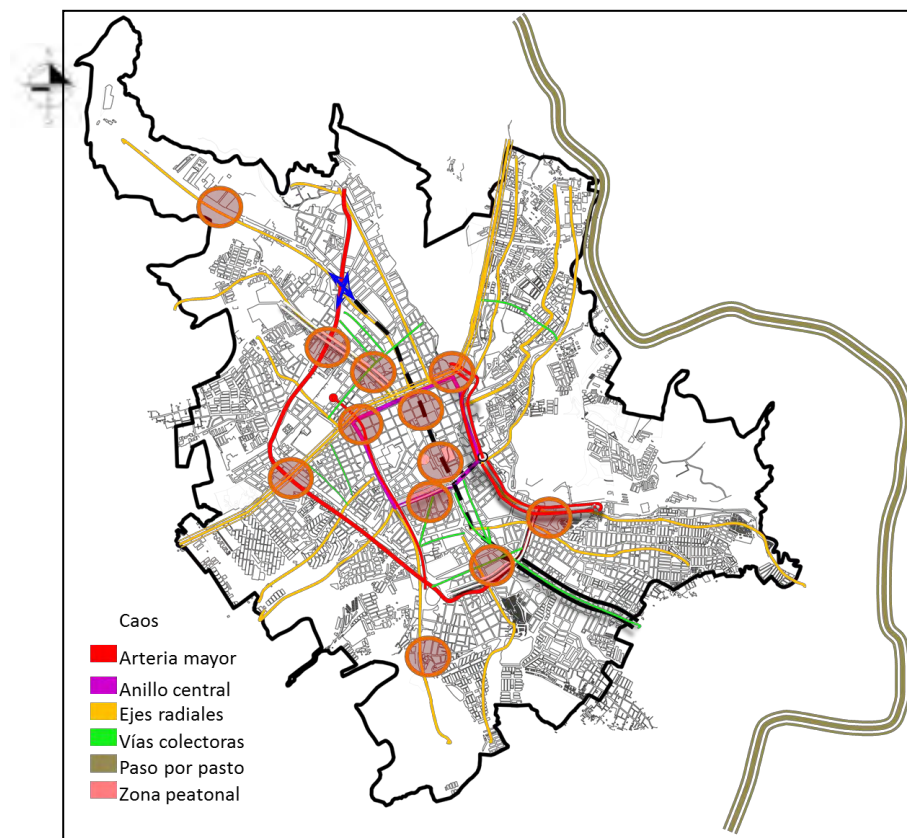 Caos
Arteria mayor
Anillo central
Ejes radiales
Vías colectoras
Paso por pasto
Zona peatonal